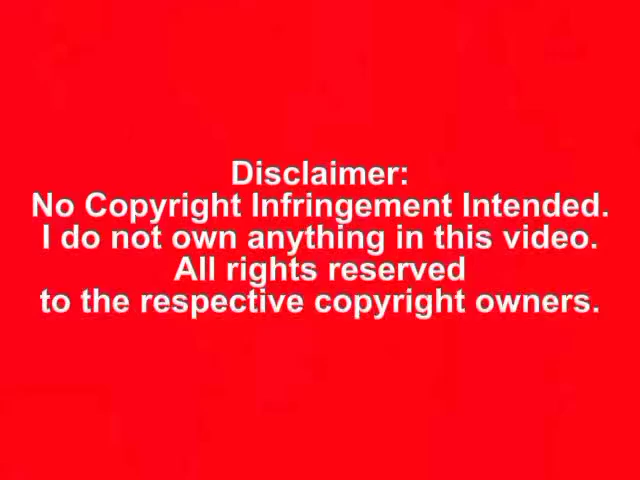 Disclaimer:
No Copyright Infringement Intended.
I do not own anything in this video.
All rights reserved
to the respective copyright owners.